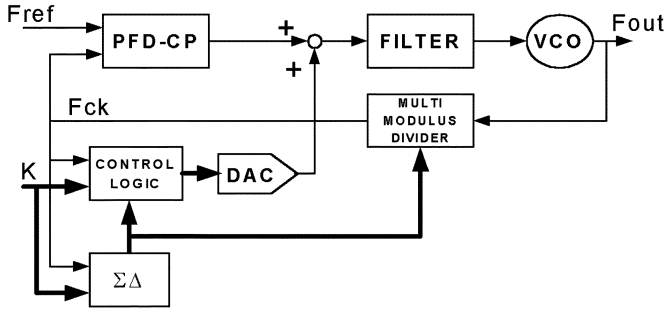 Fref
PFD-CP
+
+
FILTER
VCO
Fout
Fck
MULTI
MODULUS
DIVIDER
K
CONTROL
LOGIC
DAC
ΣΔ